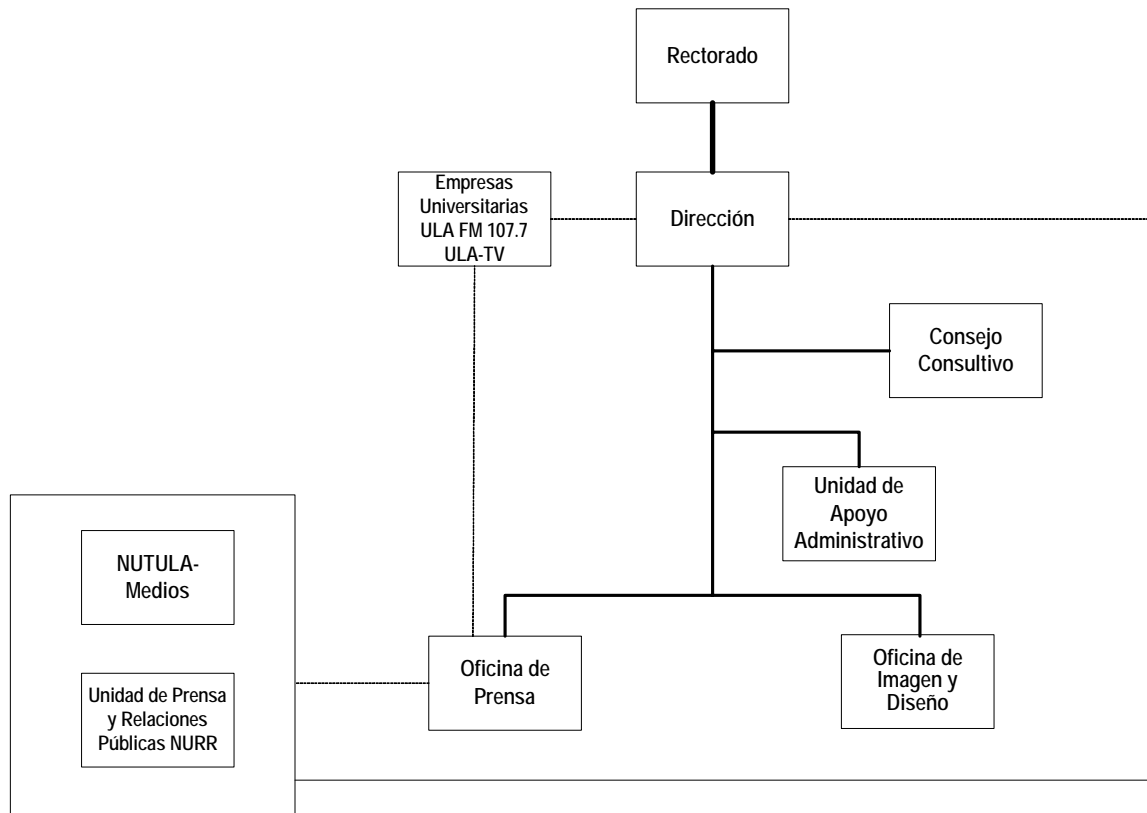 Rectorado
Empresas
Universitarias
ULA FM 107.7
ULA-TV
Dirección
Consejo
Consultivo
Unidad de
Apoyo
Administrativo
NUTULA-
Medios
Unidad de Prensa
y Relaciones
Públicas NURR
Oficina de
Prensa
Oficina de
Imagen y
Diseño